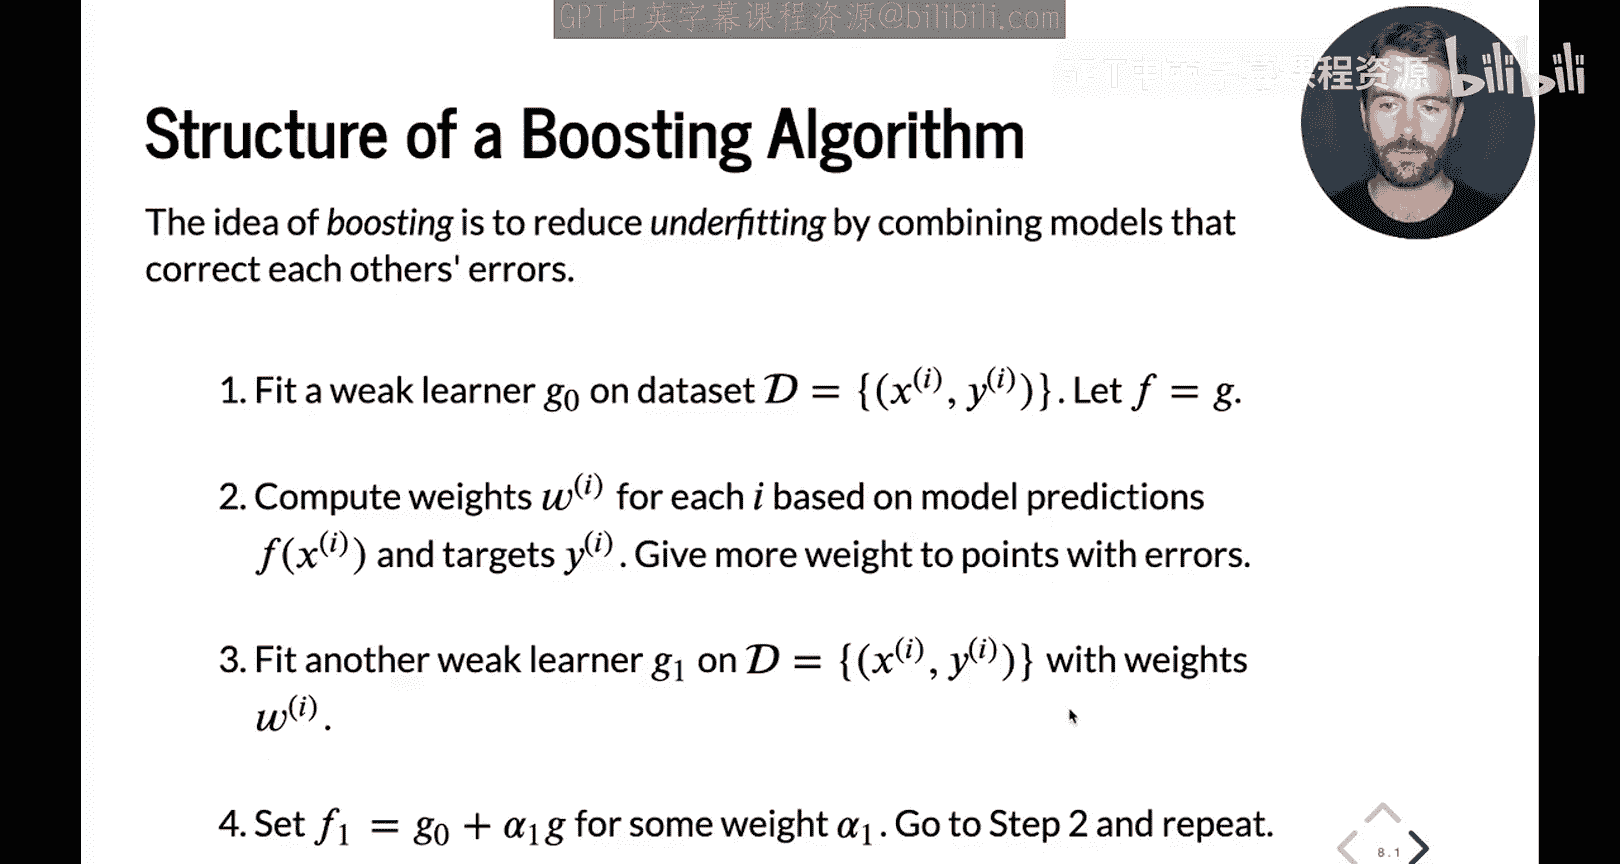 GPT中英字幕课程资源@bilibili.com
程资源 bilibili
Structure of a Boosting Algorithm
The idea of boosting is to reduce underfitting by combining models that
correct each others' errors.
1. Fit a weak learner g₀ on dataset 𝒟 = {(x⁽ⁱ⁾, y⁽ⁱ⁾)}. Let f = g.
2. Compute weights w⁽ⁱ⁾ for each i based on model predictions
f(x⁽ⁱ⁾) and targets y⁽ⁱ⁾. Give more weight to points with errors.
3. Fit another weak learner g₁ on 𝒟 = {(x⁽ⁱ⁾, y⁽ⁱ⁾)} with weights
w⁽ⁱ⁾.
4. Set f₁ = g₀ + α₁g for some weight α₁. Go to Step 2 and repeat.
8.1